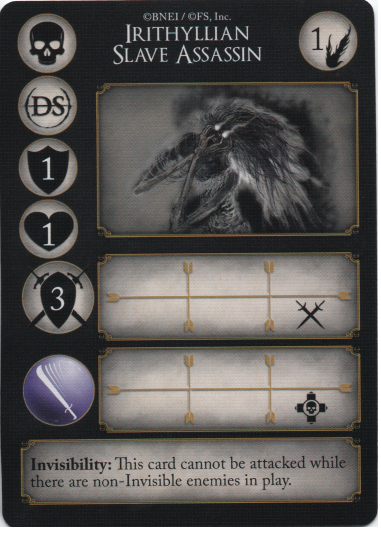 ©BNEI / ©FS, Inc.
Irithyllian
Slave Assassin
1
DS
1
1
3
Invisibility: This card cannot be attacked while
there are non-Invisible enemies in play.